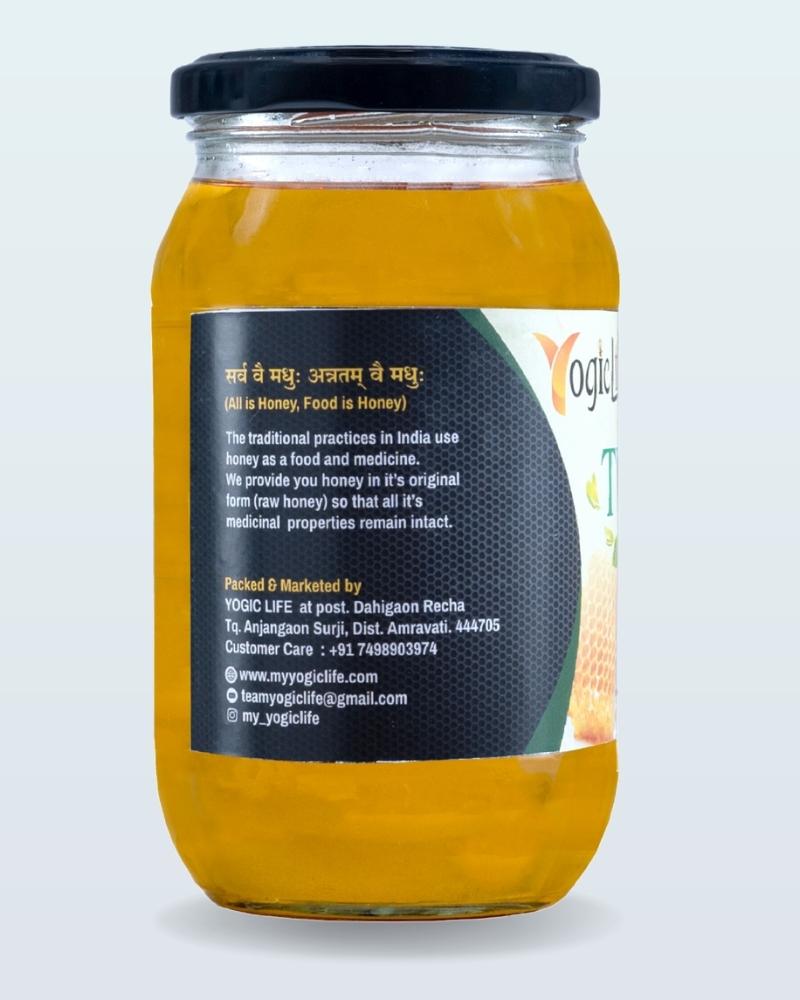 सर्व वै मधुः अन्नतम् वै मधुः
(All is Honey, Food is Honey)
The traditional practices in India use
honey as a food and medicine.
We provide you honey in it's original
form (raw honey) so that all it's
medicinal properties remain intact.
Packed & Marketed by
YOGIC LIFE at post. Dahigaon Recha
Tq. Anjangaon Surji, Dist. Amravati. 444705
Customer Care : +91 7498903974
www.myyogiclife.com
teamyogiclife@gmail.com
my_yogiclife